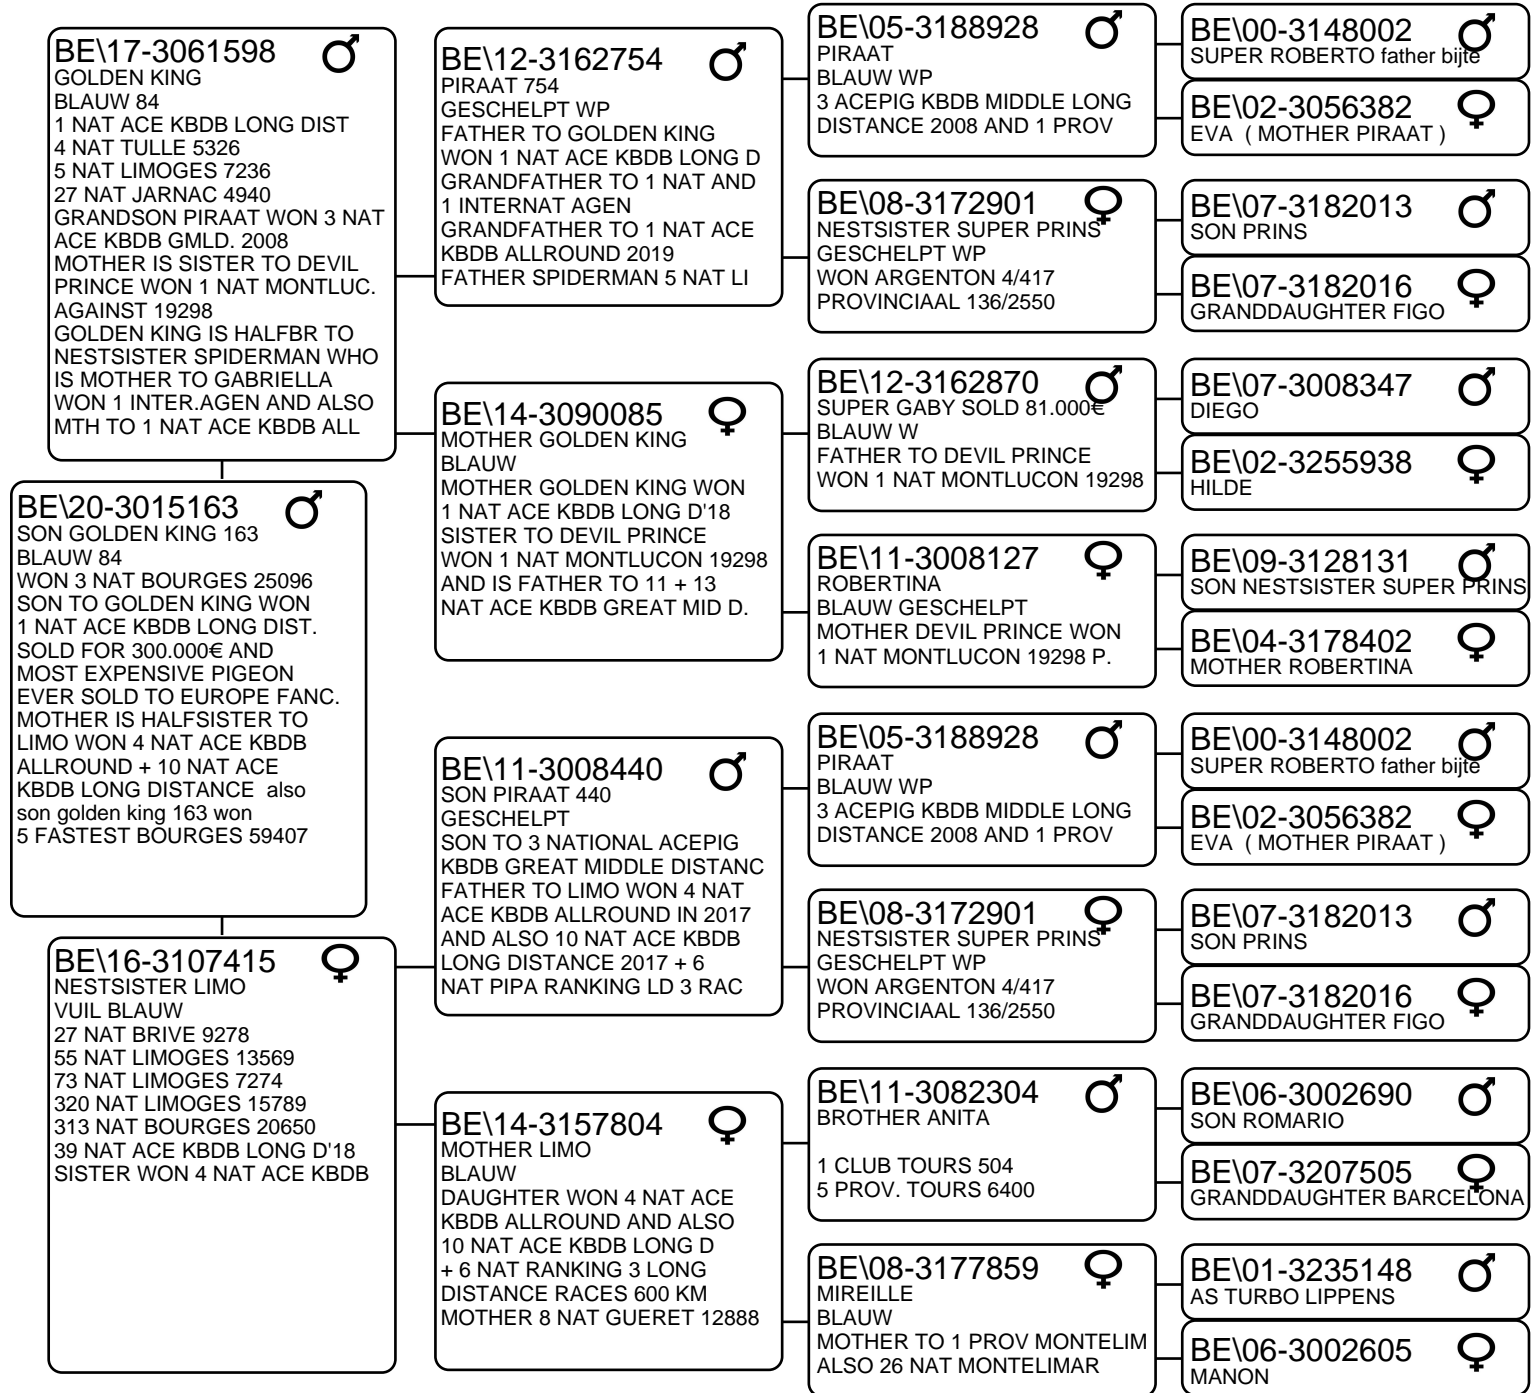 BE\17-3061598
GOLDEN KING
BLAUW 84
1 NAT ACE KBDB LONG DIST
4 NAT TULLE 5326
5 NAT LIMOGES 7236
27 NAT JARNAC 4940
GRANDSON PIRAAT WON 3 NAT
ACE KBDB GMLD. 2008
MOTHER IS SISTER TO DEVIL
PRINCE WON 1 NAT MONTLUC.
AGAINST 19298
GOLDEN KING IS HALFBR TO
NESTSISTER SPIDERMAN WHO
IS MOTHER TO GABRIELLA
WON 1 INTER.AGEN AND ALSO
MTH TO 1 NAT ACE KBDB ALL
BE\20-3015163
SON GOLDEN KING 163
BLAUW 84
WON 3 NAT BOURGES 25096
SON TO GOLDEN KING WON
1 NAT ACE KBDB LONG DIST.
SOLD FOR 300.000€ AND
MOST EXPENSIVE PIGEON
EVER SOLD TO EUROPE FANC.
MOTHER IS HALFSISTER TO
LIMO WON 4 NAT ACE KBDB
ALLROUND + 10 NAT ACE
KBDB LONG DISTANCE also
son golden king 163 won
5 FASTEST BOURGES 59407
BE\16-3107415
NESTSISTER LIMO
VUIL BLAUW
27 NAT BRIVE 9278
55 NAT LIMOGES 13569
73 NAT LIMOGES 7274
320 NAT LIMOGES 15789
313 NAT BOURGES 20650
39 NAT ACE KBDB LONG D'18
SISTER WON 4 NAT ACE KBDB
BE\12-3162754
PIRAAT 754
GESCHELPT WP
FATHER TO GOLDEN KING
WON 1 NAT ACE KBDB LONG D
GRANDFATHER TO 1 NAT AND
1 INTERNAT AGEN
GRANDFATHER TO 1 NAT ACE
KBDB ALLROUND 2019
FATHER SPIDERMAN 5 NAT LI
BE\14-3090085
MOTHER GOLDEN KING
BLAUW
MOTHER GOLDEN KING WON
1 NAT ACE KBDB LONG D'18
SISTER TO DEVIL PRINCE
WON 1 NAT MONTLUCON 19298
AND IS FATHER TO 11 + 13
NAT ACE KBDB GREAT MID D.
BE\11-3008440
SON PIRAAT 440
GESCHELPT
SON TO 3 NATIONAL ACEPIG
KBDB GREAT MIDDLE DISTANC
FATHER TO LIMO WON 4 NAT
ACE KBDB ALLROUND IN 2017
AND ALSO 10 NAT ACE KBDB
LONG DISTANCE 2017 + 6
NAT PIPA RANKING LD 3 RAC
BE\14-3157804
MOTHER LIMO
BLAUW
DAUGHTER WON 4 NAT ACE
KBDB ALLROUND AND ALSO
10 NAT ACE KBDB LONG D
+ 6 NAT RANKING 3 LONG
DISTANCE RACES 600 KM
MOTHER 8 NAT GUERET 12888
BE\05-3188928
PIRAAT
BLAUW WP
3 ACEPIG KBDB MIDDLE LONG
DISTANCE 2008 AND 1 PROV
BE\08-3172901
NESTSISTER SUPER PRINS
GESCHELPT WP
WON ARGENTON 4/417
PROVINCIAAL 136/2550
BE\12-3162870
SUPER GABY SOLD 81.000€
BLAUW W
FATHER TO DEVIL PRINCE
WON 1 NAT MONTLUCON 19298
BE\11-3008127
ROBERTINA
BLAUW GESCHELPT
MOTHER DEVIL PRINCE WON
1 NAT MONTLUCON 19298 P.
BE\05-3188928
PIRAAT
BLAUW WP
3 ACEPIG KBDB MIDDLE LONG
DISTANCE 2008 AND 1 PROV
BE\08-3172901
NESTSISTER SUPER PRINS
GESCHELPT WP
WON ARGENTON 4/417
PROVINCIAAL 136/2550
BE\11-3082304
BROTHER ANITA
1 CLUB TOURS 504
5 PROV. TOURS 6400
BE\08-3177859
MIREILLE
BLAUW
MOTHER TO 1 PROV MONTELIM
ALSO 26 NAT MONTELIMAR
BE\00-3148002
SUPER ROBERTO father bijte
BE\02-3056382
EVA ( MOTHER PIRAAT )
BE\07-3182013
SON PRINS
BE\07-3182016
GRANDDAUGHTER FIGO
BE\07-3008347
DIEGO
BE\02-3255938
HILDE
BE\09-3128131
SON NESTSISTER SUPER PRINS
BE\04-3178402
MOTHER ROBERTINA
BE\00-3148002
SUPER ROBERTO father bijte
BE\02-3056382
EVA ( MOTHER PIRAAT )
BE\07-3182013
SON PRINS
BE\07-3182016
GRANDDAUGHTER FIGO
BE\06-3002690
SON ROMARIO
BE\07-3207505
GRANDDAUGHTER BARCELONA
BE\01-3235148
AS TURBO LIPPENS
BE\06-3002605
MANON